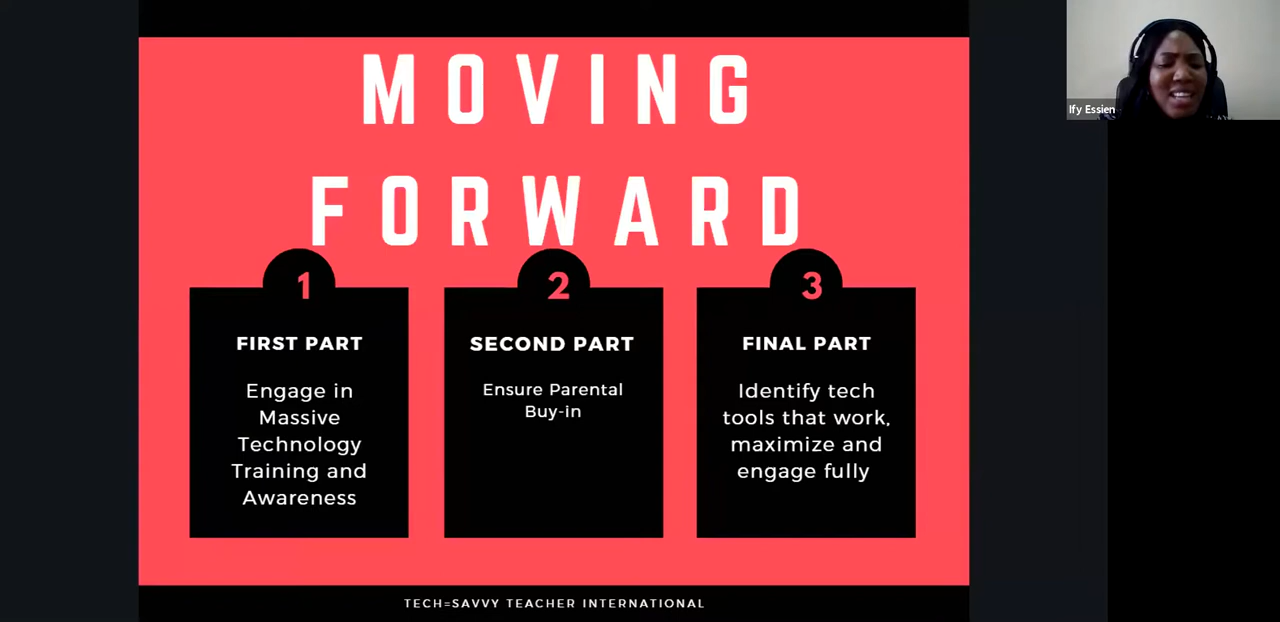 MOVING
FORWARD
1
FIRST PART
Engage in
Massive
Technology
Training and
Awareness
2
SECOND PART
Ensure Parental
Buy-in
3
FINAL PART
Identify tech
tools that work,
maximize and
engage fully
TECH=SAVVY TEACHER INTERNATIONAL
Ify Essien